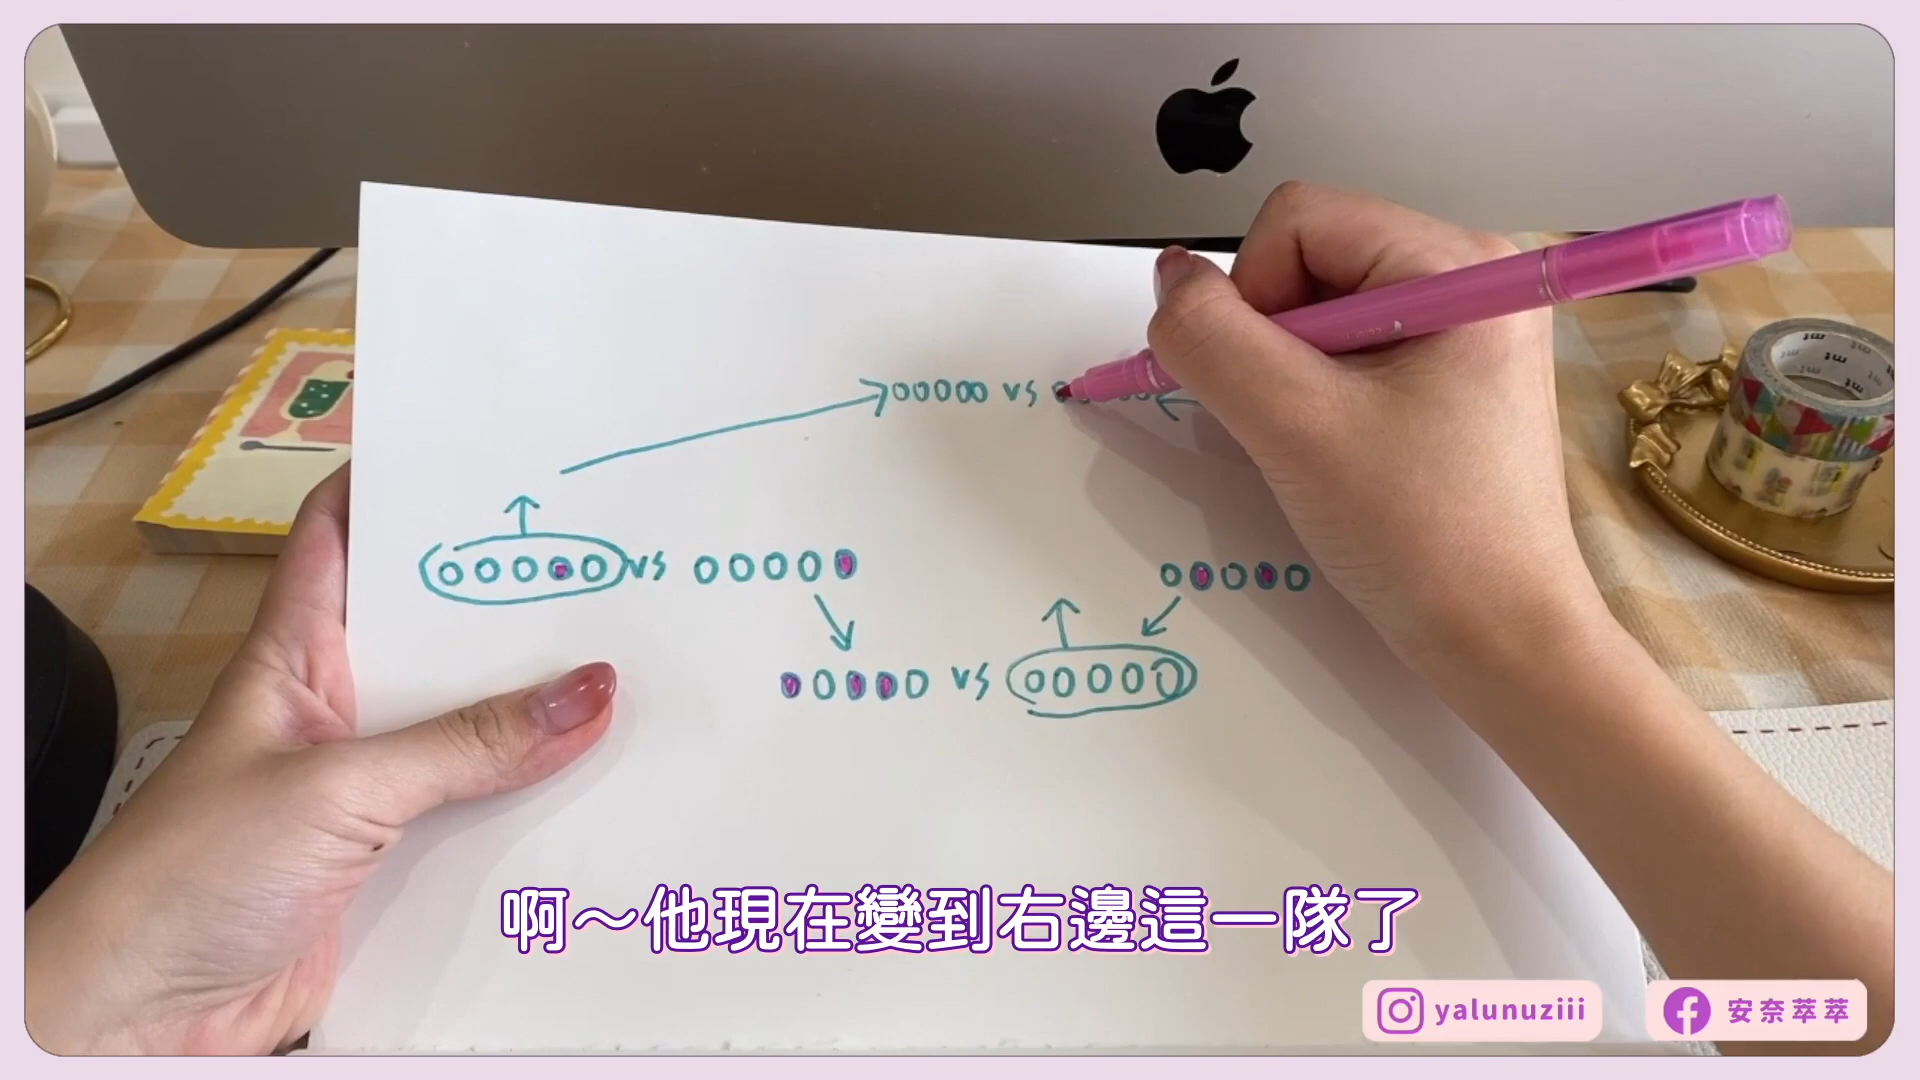 00000 vs
00000 vs 00000
00000
00000 vs 00000
啊～他現在變到右邊這一隊了
yalunuziii
安奈萃萃
mt